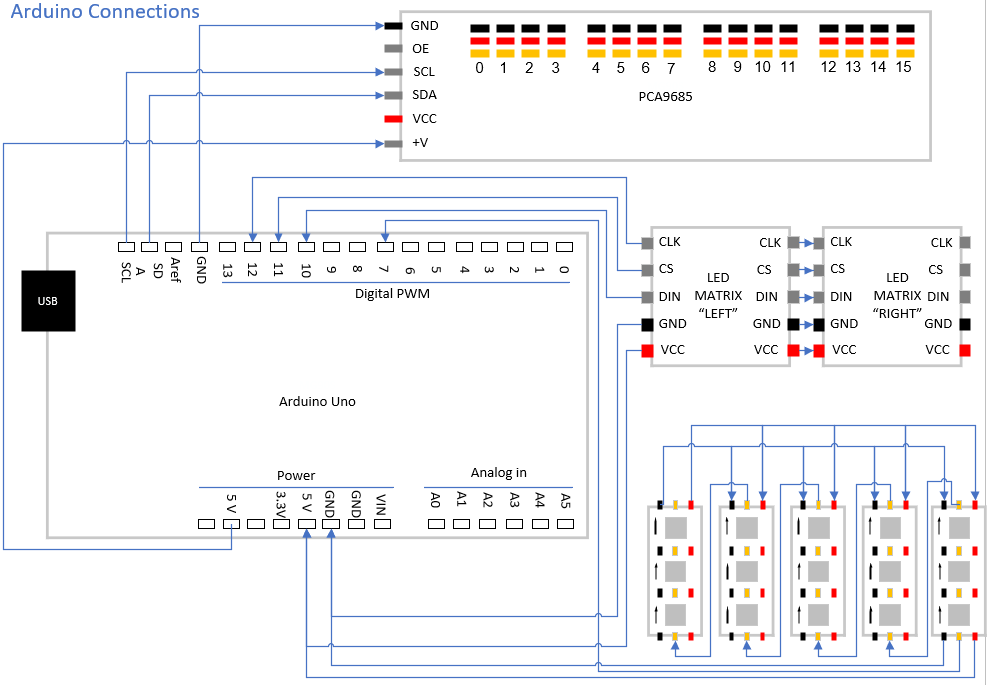 Arduino Connections
GND
OE
SCL
SDA
VCC
+V
0 1 2 3 4 5 6 7 8 9 10 11 12 13 14 15
PCA9685
SCL
SD
A
Aref
GND
13 12 11 10 9 8 7 6 5 4 3 2 1 0
Digital PWM
USB
Arduino Uno
Power
5 V
3.3V
5 V
GND
GND
VIN
Analog in
A0 A1 A2 A3 A4 A5
CLK
CS
DIN
GND
VCC
LED
MATRIX
“LEFT”
CLK
CS
DIN
GND
VCC
CLK
CS
DIN
GND
VCC
LED
MATRIX
“RIGHT”
CLK
CS
DIN
GND
VCC